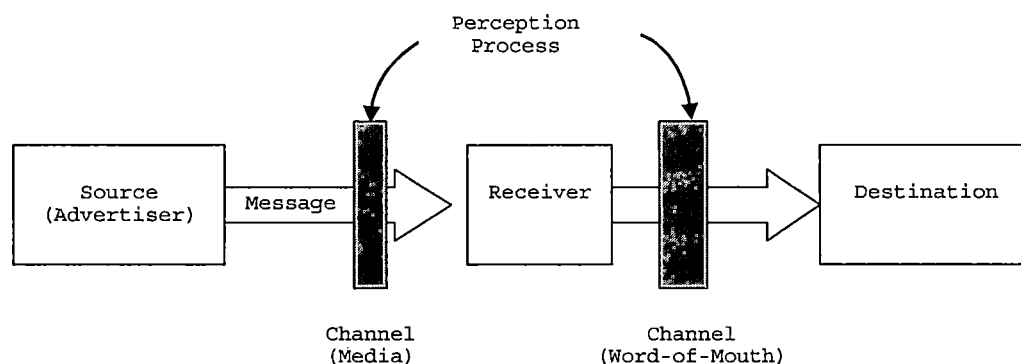 Perception
Process
Source
(Advertiser)
Message
Receiver
Destination
Channel
(Media)
Channel
(Word-of-Mouth)